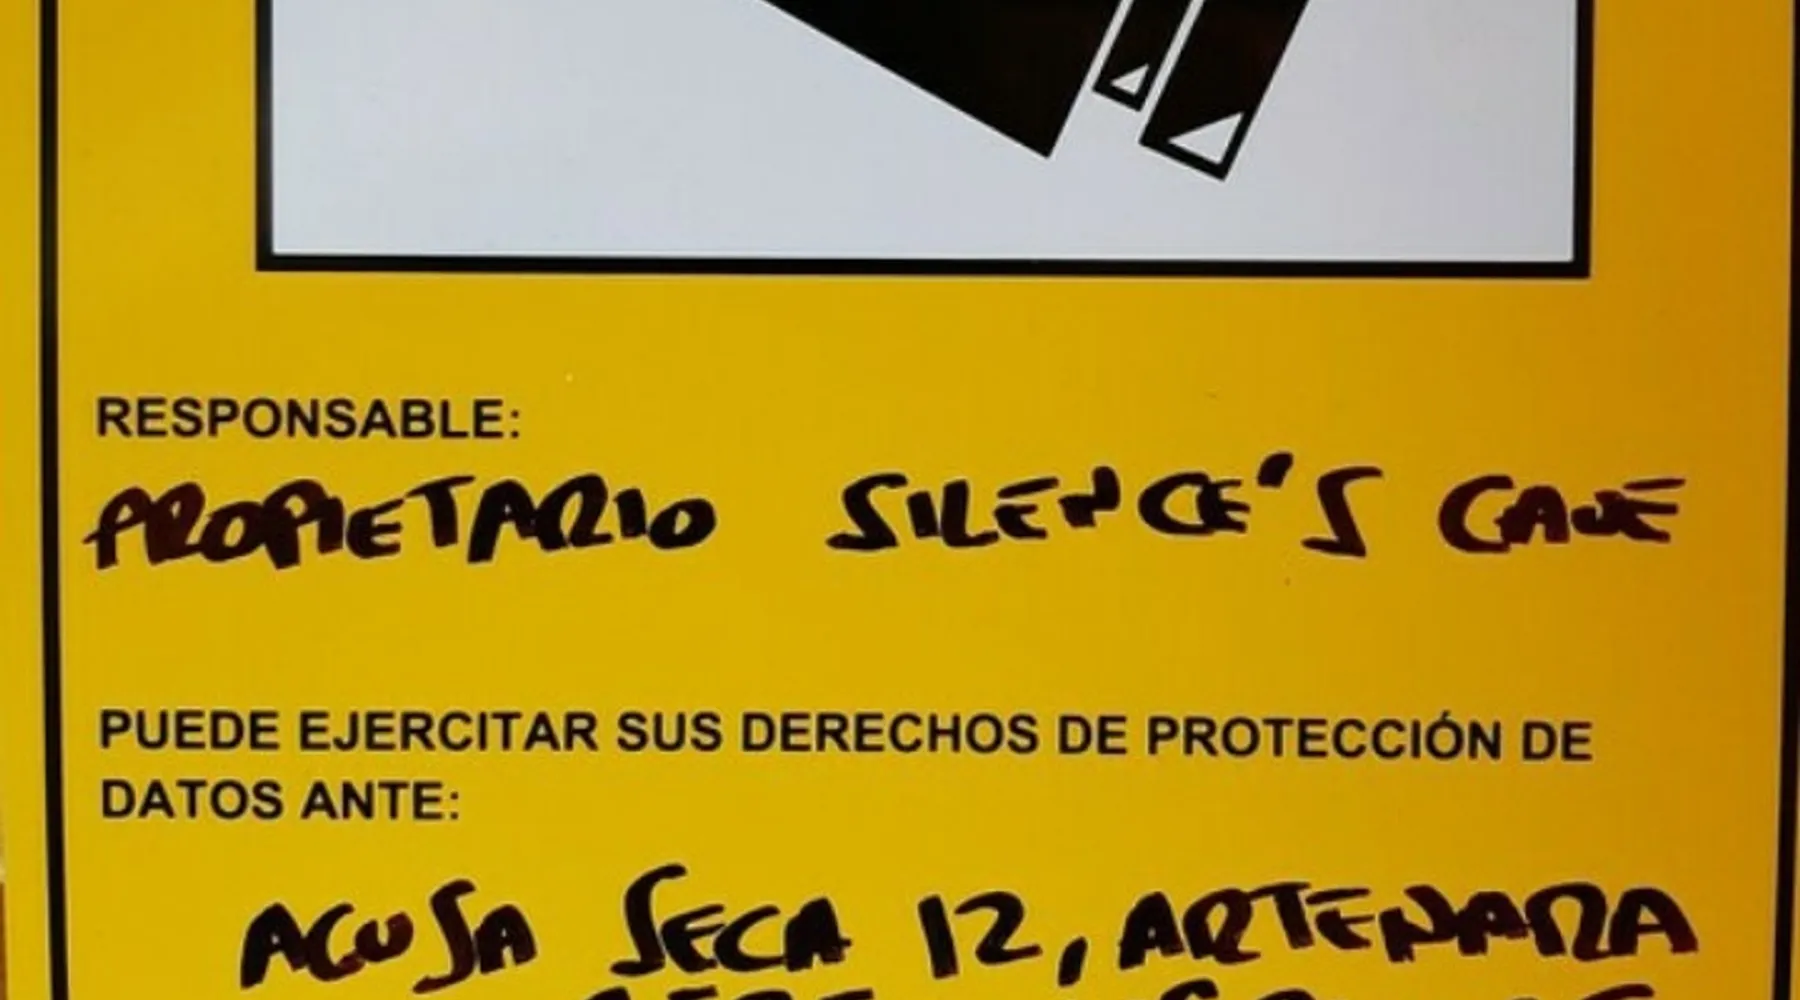 RESPONSABLE:
PROPIETARIO SILENCE'S CAVE
PUEDE EJERCITAR SUS DERECHOS DE PROTECCIÓN DE
DATOS ANTE:
ACUSA SECA 12, ARTENARA